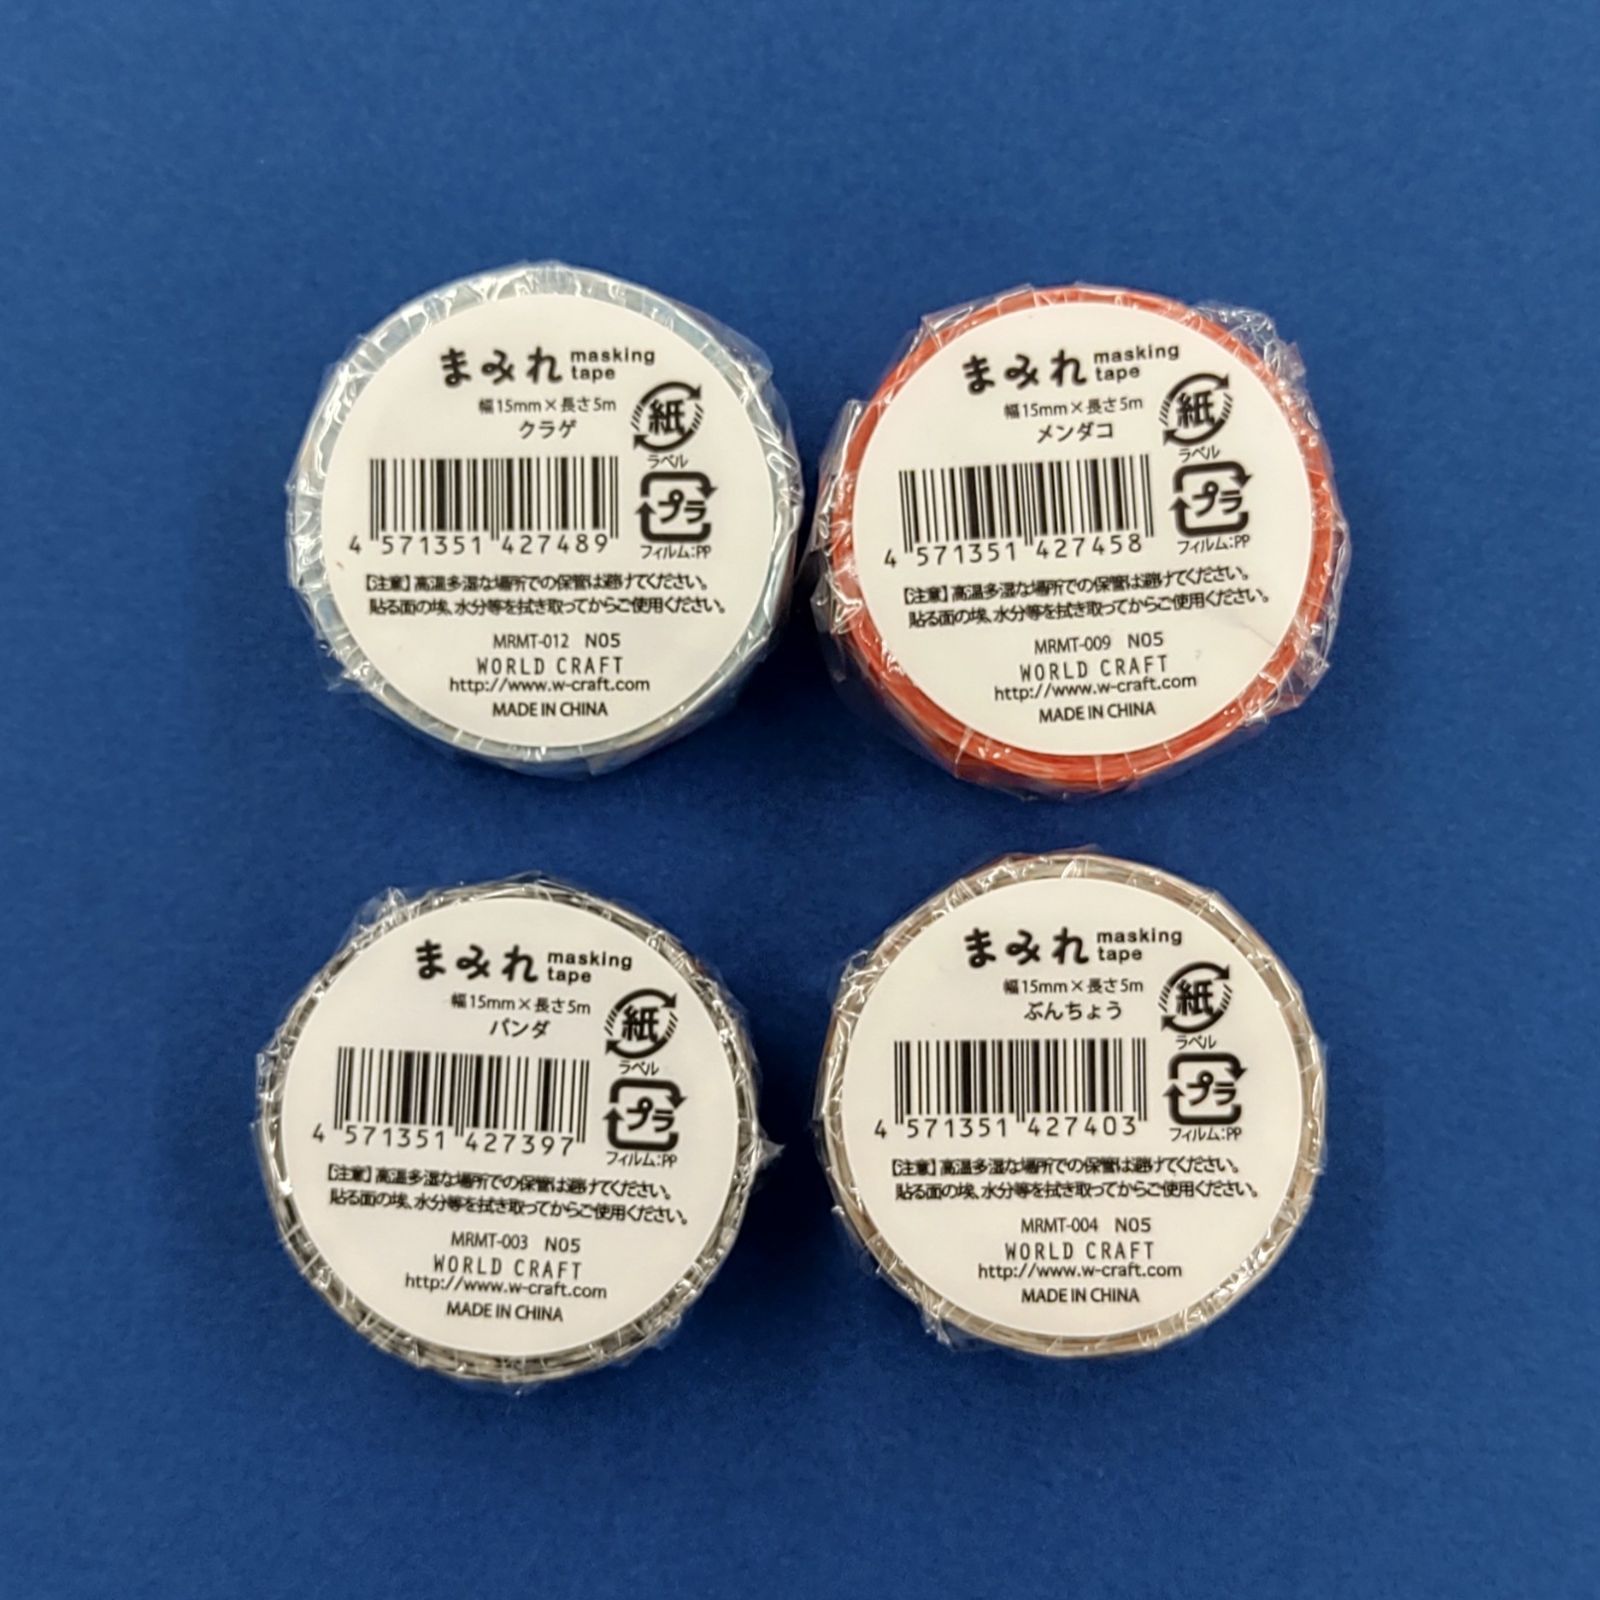 まみれ masking tape
幅15mm×長さ5m
クラゲ
紙
ラベル
プラ
フィルム:PP
4 571351 427489
【注意】高温多湿な場所での保管は避けてください。
貼る面の埃、水分等を拭き取ってからご使用ください。
MRMT-012 N05
WORLD CRAFT
http://www.w-craft.com
MADE IN CHINA
まみれ masking tape
幅15mm×長さ5m
メンダコ
紙
ラベル
プラ
フィルム:PP
4 571351 427458
【注意】高温多湿な場所での保管は避けてください。
貼る面の埃、水分等を拭き取ってからご使用ください。
MRMT-009 N05
WORLD CRAFT
http://www.w-craft.com
MADE IN CHINA
まみれ masking tape
幅15mm×長さ5m
パンダ
紙
ラベル
プラ
フィルム:PP
4 571351 427397
【注意】高温多湿な場所での保管は避けてください。
貼る面の埃、水分等を拭き取ってからご使用ください。
MRMT-003 N05
WORLD CRAFT
http://www.w-craft.com
MADE IN CHINA
まみれ masking tape
幅15mm×長さ5m
ぶんちょう
紙
ラベル
プラ
フィルム:PP
4 571351 427403
【注意】高温多湿な場所での保管は避けてください。
貼る面の埃、水分等を拭き取ってからご使用ください。
MRMT-004 N05
WORLD CRAFT
http://www.w-craft.com
MADE IN CHINA